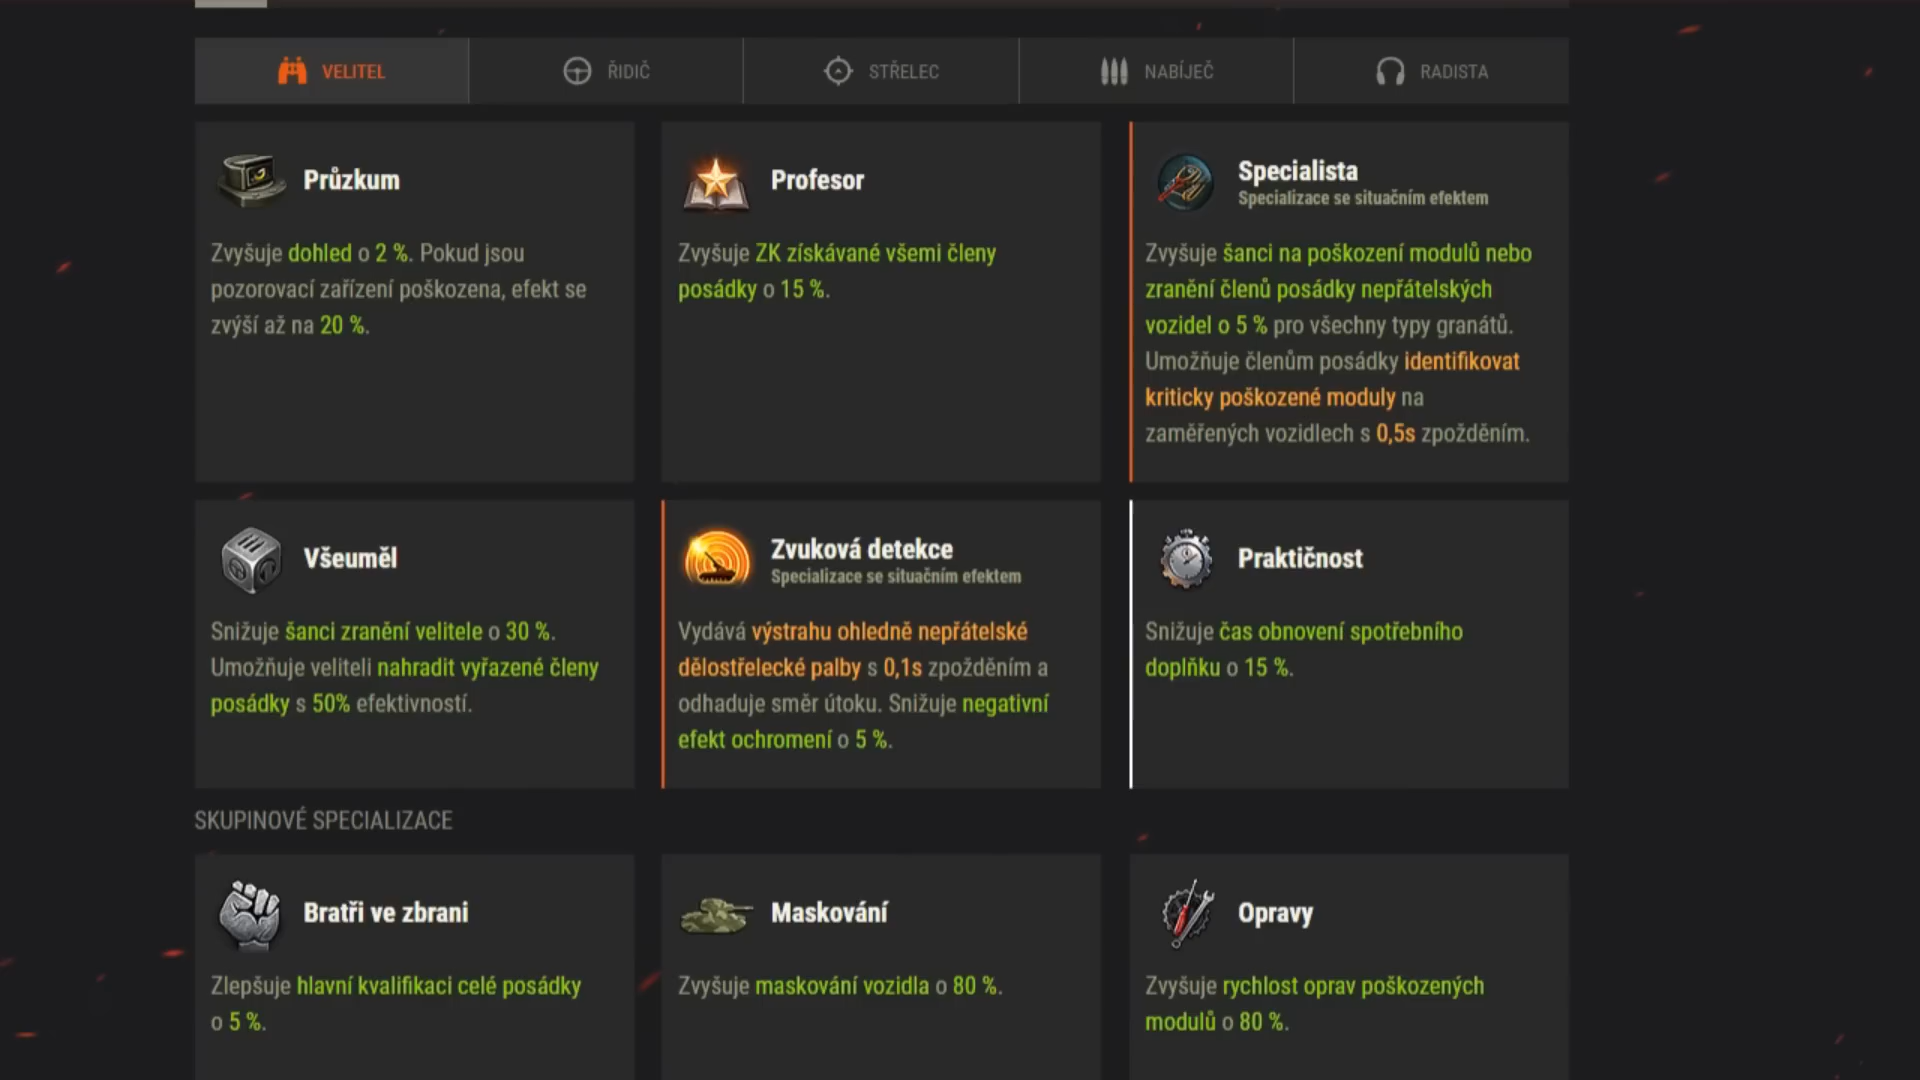 VELITEL
ŘIDIČ
STŘELEC
NABÍJEČ
RADISTA
Průzkum
Zvyšuje dohled o 2 %. Pokud jsou
pozorovací zařízení poškozena, efekt se
zvýší až na 20 %.
Profesor
Zvyšuje ZK získávané všemi členy
posádky o 15 %.
Specialista
Specializace se situačním efektem
Zvyšuje šanci na poškození modulů nebo
zranění členů posádky nepřátelských
vozidel o 5 % pro všechny typy granátů.
Umožňuje členům posádky identifikovat
kriticky poškozené moduly na
zaměřených vozidlech s 0,5s zpožděním.
Všeuměl
Snižuje šanci zranění velitele o 30 %.
Umožňuje veliteli nahradit vyřazené členy
posádky s 50% efektivností.
Zvuková detekce
Specializace se situačním efektem
Vydává výstrahu ohledně nepřátelské
dělostřelecké palby s 0,1s zpožděním a
odhaduje směr útoku. Snižuje negativní
efekt ochromení o 5 %.
Praktičnost
Snižuje čas obnovení spotřebního
doplňku o 15 %.
SKUPINOVÉ SPECIALIZACE
Bratři ve zbrani
Zlepšuje hlavní kvalifikaci celé posádky
o 5 %.
Maskování
Zvyšuje maskování vozidla o 80 %.
Opravy
Zvyšuje rychlost oprav poškozených
modulů o 80 %.